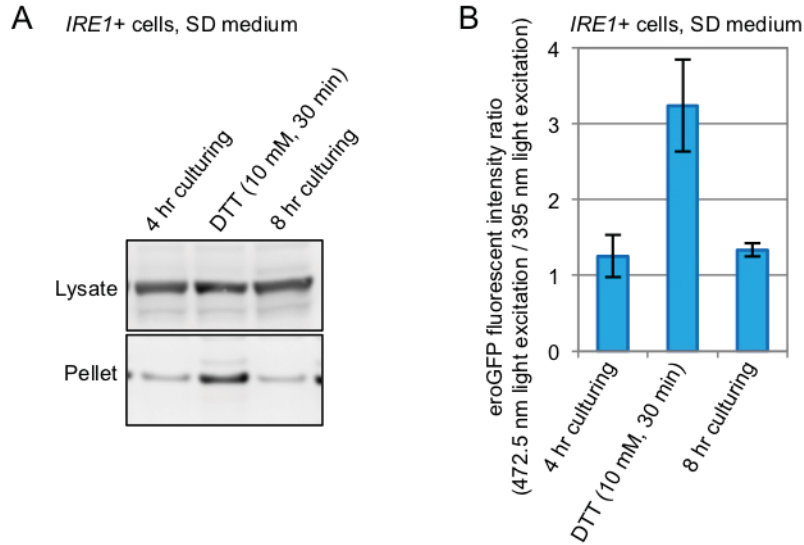 A
IRE1+ cells, SD medium
4 hr culturing
DTT (10 mM, 30 min)
8 hr culturing
Lysate
Pellet
B
IRE1+ cells, SD medium
eroGFP fluorescent intensity ratio
(472.5 nm light excitation / 395 nm light excitation)
4
3
2
1
0
4 hr culturing
DTT (10 mM, 30 min)
8 hr culturing